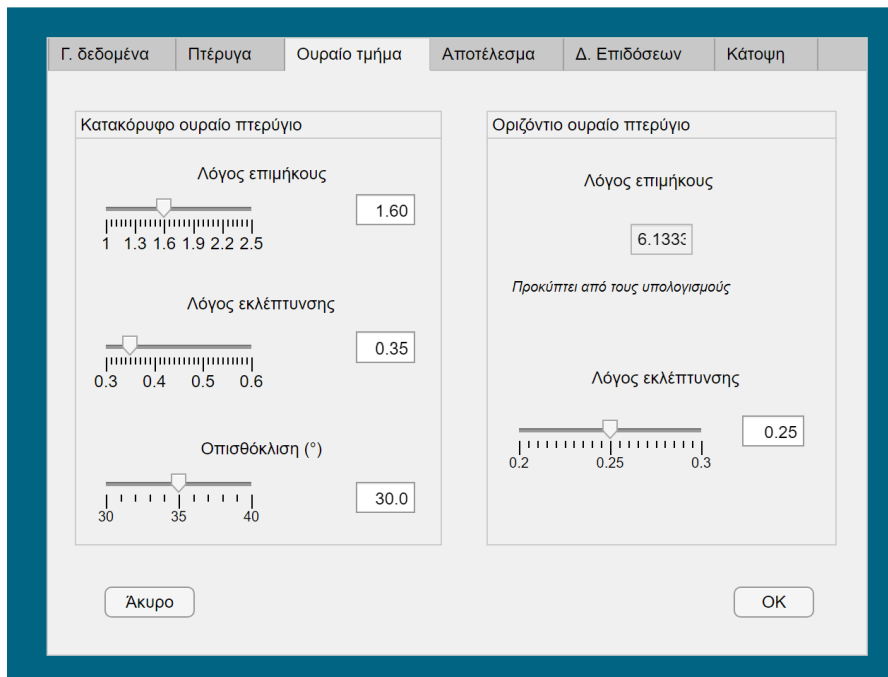 Γ. δεδομένα Πτέρυγα Ουραίο τμήμα Αποτέλεσμα Δ. Επιδόσεων Κάτοψη
Κατακόρυφο ουραίο πτερύγιο
Λόγος επιμήκους
1.60
1 1.3 1.6 1.9 2.2 2.5
Λόγος εκλέπτυνσης
0.35
0.3 0.4 0.5 0.6
Οπισθόκλιση (°)
30.0
30 35 40
Οριζόντιο ουραίο πτερύγιο
Λόγος επιμήκους
6.1333
Προκύπτει από τους υπολογισμούς
Λόγος εκλέπτυνσης
0.25
0.2 0.25 0.3
Άκυρο
OK